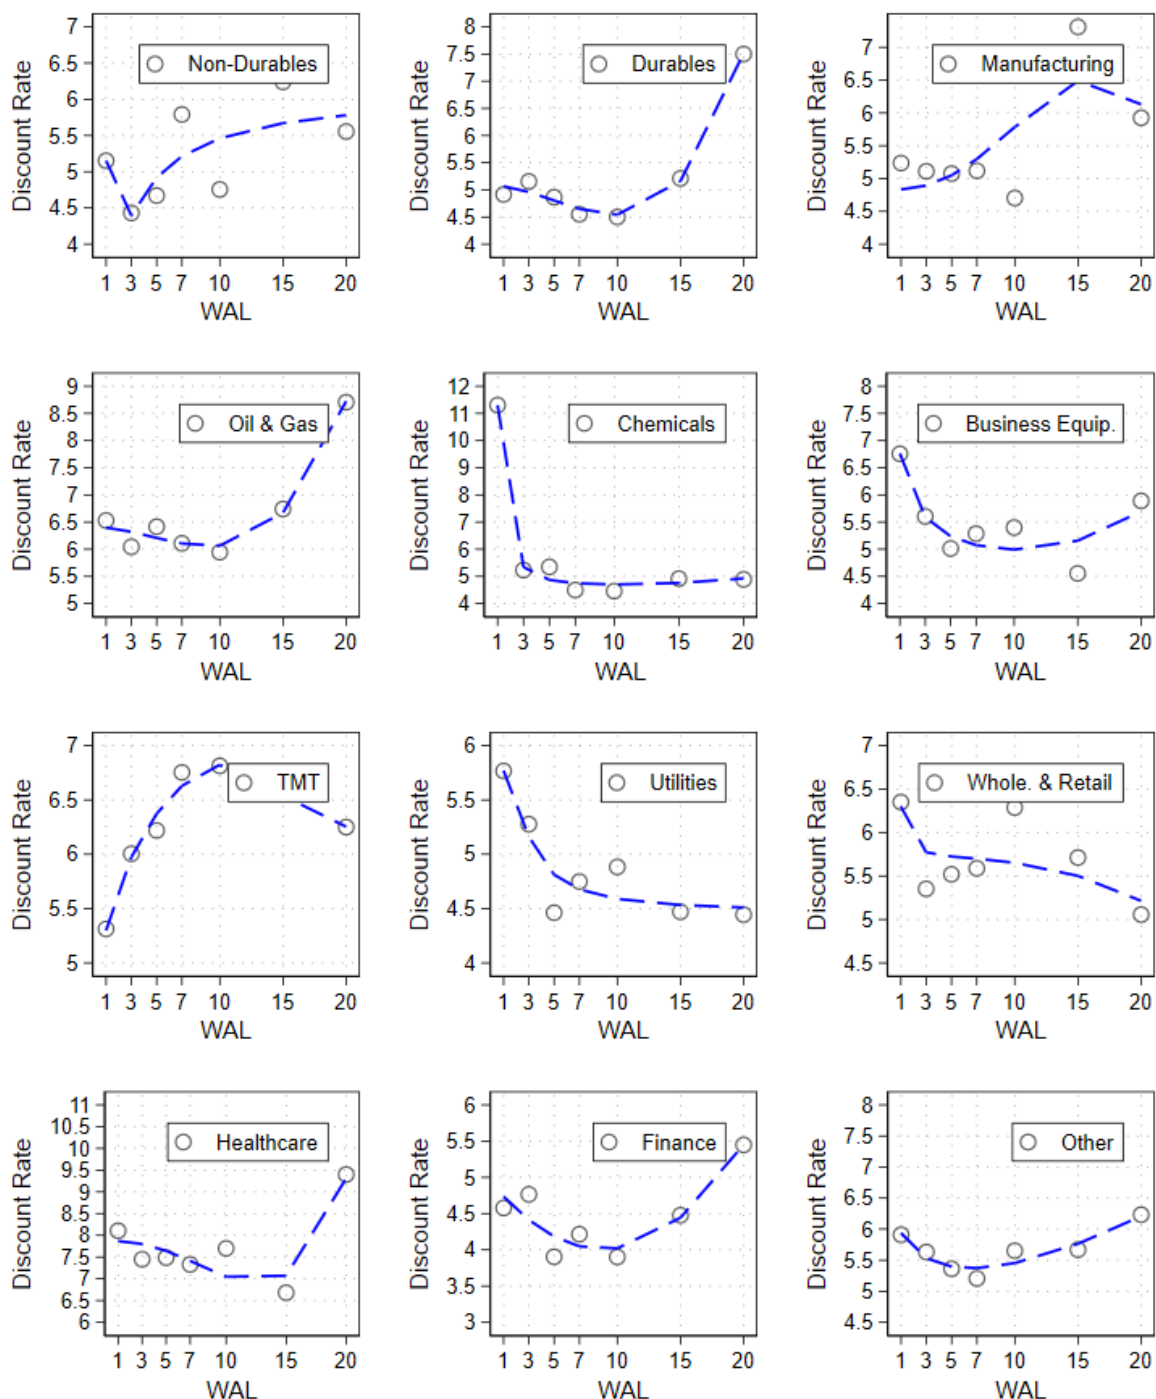 7
6.5
6
5.5
5
4.5
4
Discount Rate
Non-Durables
1 3 5 7 10 15 20
WAL
8
7.5
7
6.5
6
5.5
5
4.5
4
Discount Rate
Durables
1 3 5 7 10 15 20
WAL
7
6.5
6
5.5
5
4.5
4
Discount Rate
Manufacturing
1 3 5 7 10 15 20
WAL
9
8.5
8
7.5
7
6.5
6
5.5
5
Discount Rate
Oil & Gas
1 3 5 7 10 15 20
WAL
12
11
10
9
8
7
6
5
4
Discount Rate
Chemicals
1 3 5 7 10 15 20
WAL
8
7.5
7
6.5
6
5.5
5
4.5
4
Discount Rate
Business Equip.
1 3 5 7 10 15 20
WAL
7
6.5
6
5.5
5
Discount Rate
TMT
1 3 5 7 10 15 20
WAL
6
5.5
5
4.5
4
Discount Rate
Utilities
1 3 5 7 10 15 20
WAL
7
6.5
6
5.5
5
4.5
Discount Rate
Whole. & Retail
1 3 5 7 10 15 20
WAL
11
10.5
10
9.5
9
8.5
8
7.5
7
6.5
6
Discount Rate
Healthcare
1 3 5 7 10 15 20
WAL
6
5.5
5
4.5
4
3.5
3
Discount Rate
Finance
1 3 5 7 10 15 20
WAL
8
7.5
7
6.5
6
5.5
5
4.5
Discount Rate
Other
1 3 5 7 10 15 20
WAL